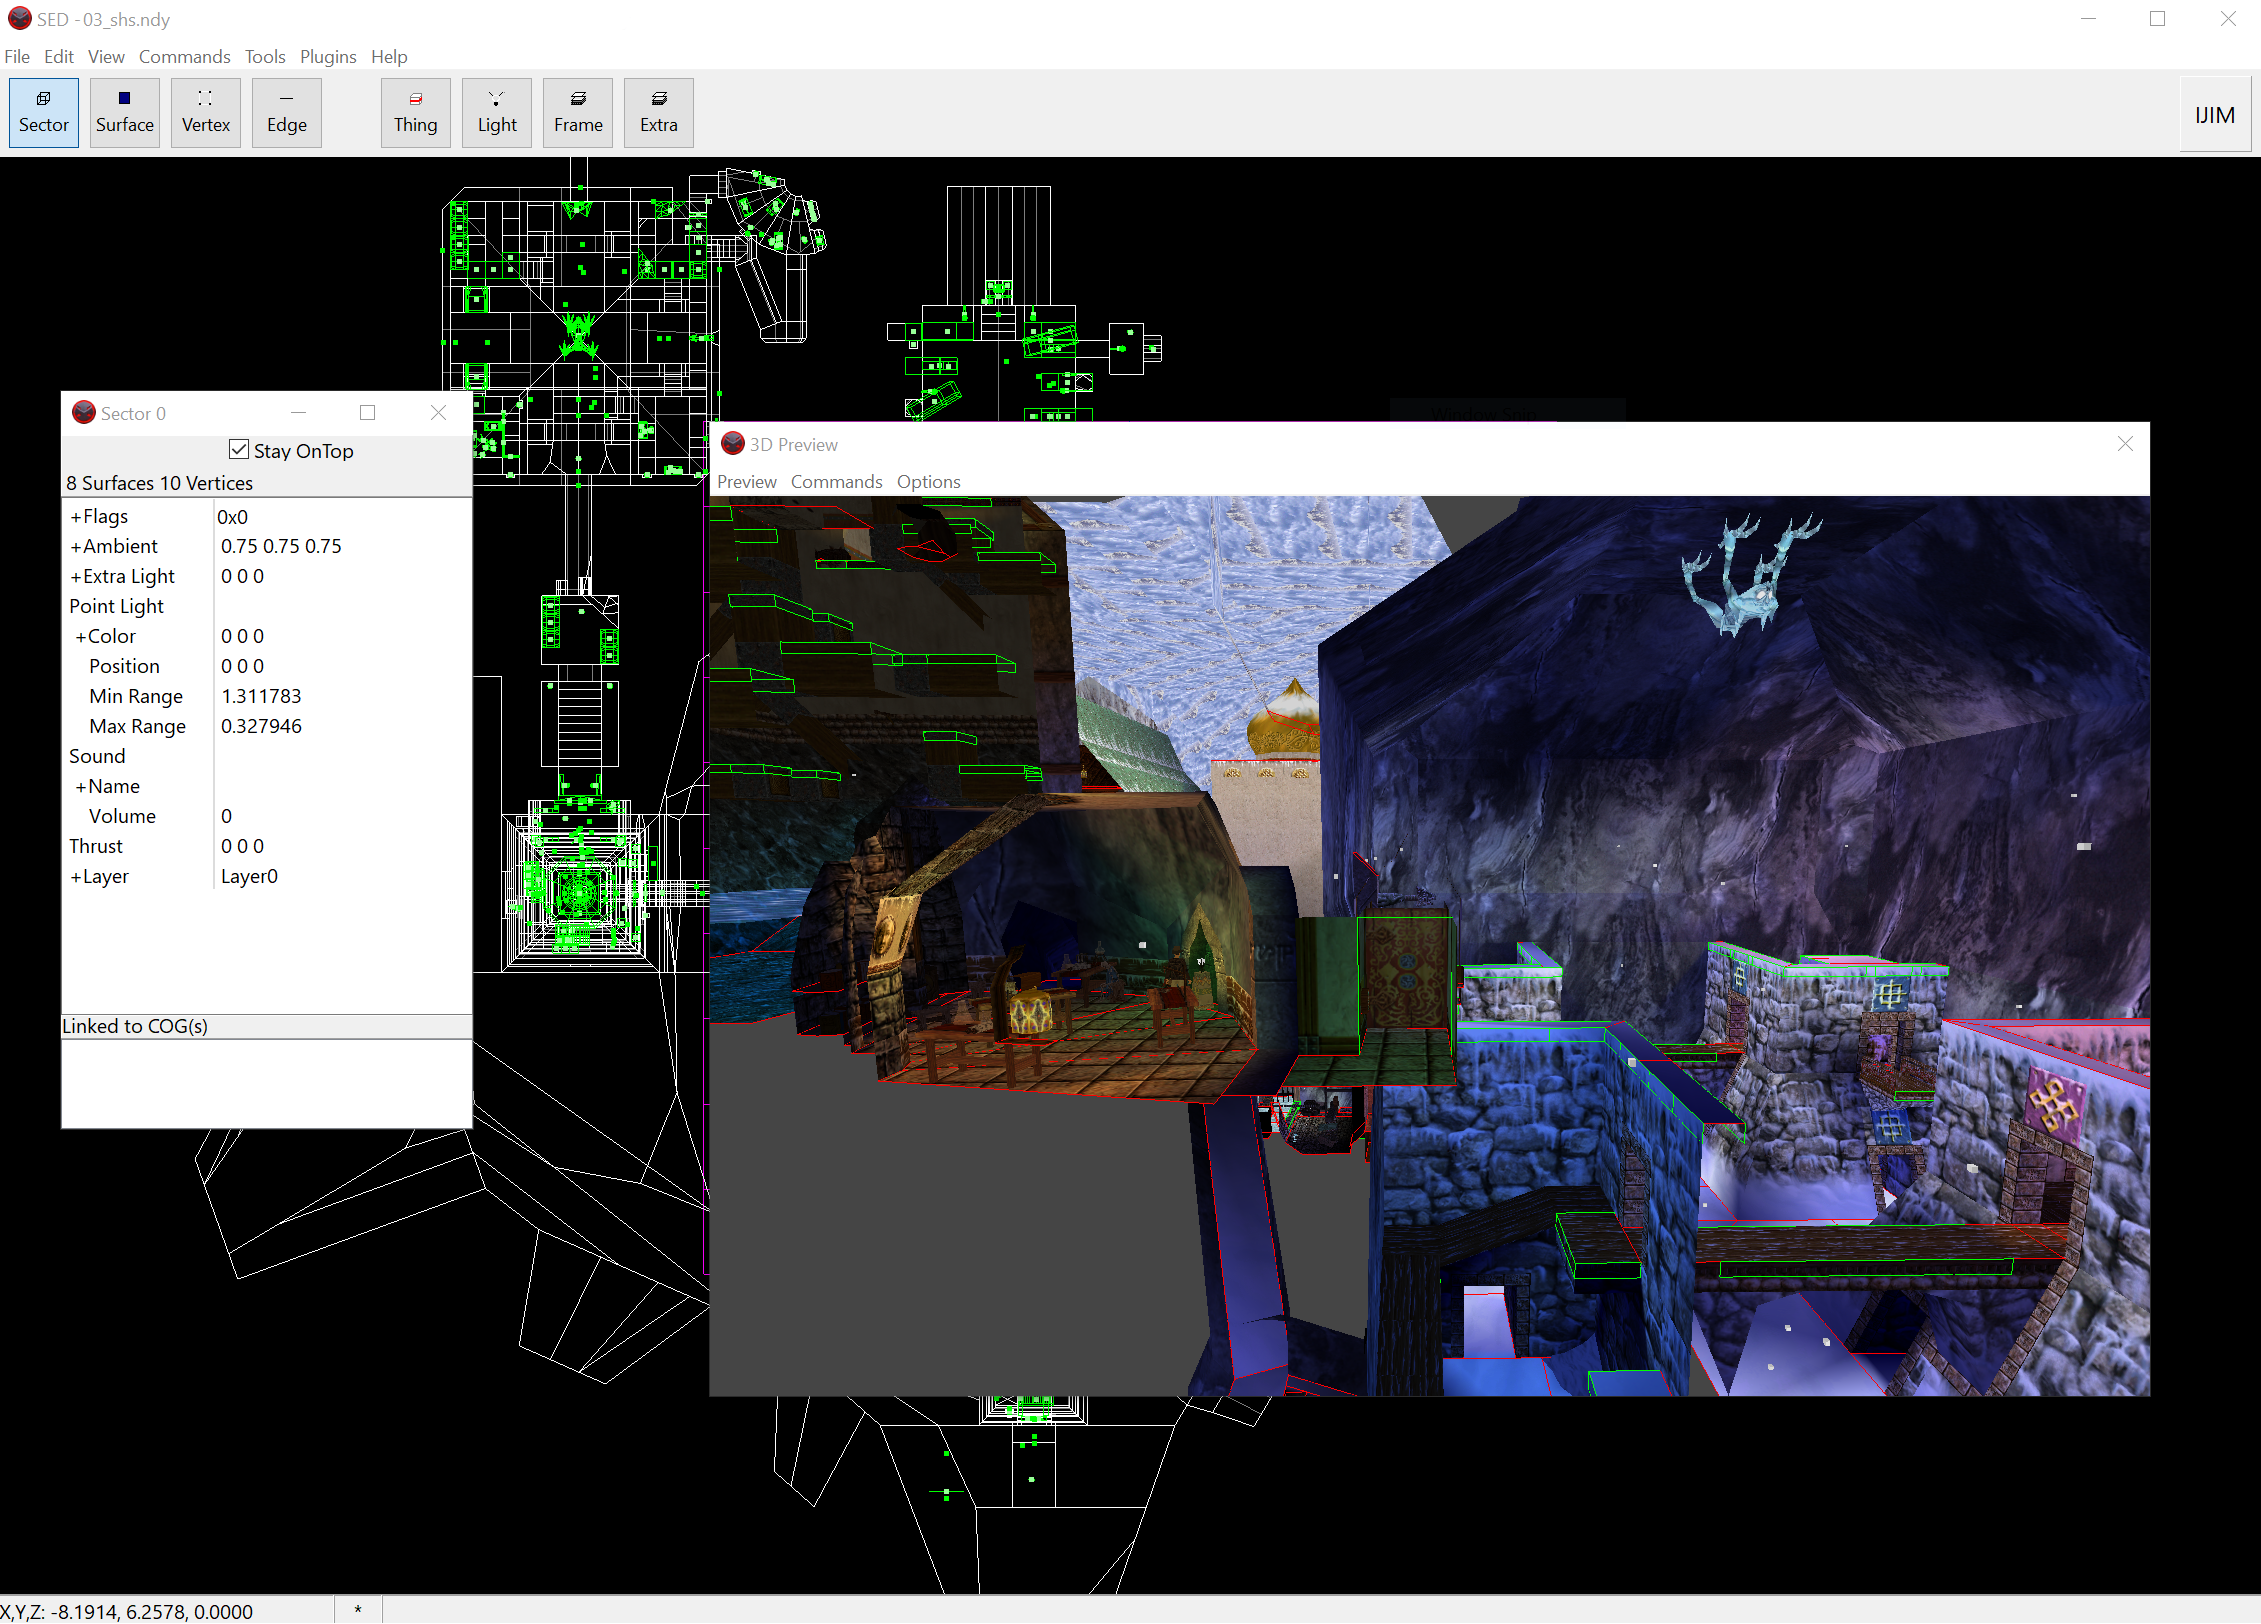 SED - 03_shs.ndy
File Edit View Commands Tools Plugins Help
Sector Surface Vertex Edge Thing Light Frame Extra IJIM
Window Snip
Sector 0
Stay OnTop
8 Surfaces 10 Vertices
+Flags 0x0
+Ambient 0.75 0.75 0.75
+Extra Light 0 0 0
Point Light
+Color 0 0 0
Position 0 0 0
Min Range 1.311783
Max Range 0.327946
Sound
+Name
Volume 0
Thrust 0 0 0
+Layer Layer0
Linked to COG(s)
3D Preview
Preview Commands Options
X,Y,Z: -8.1914, 6.2578, 0.0000 *